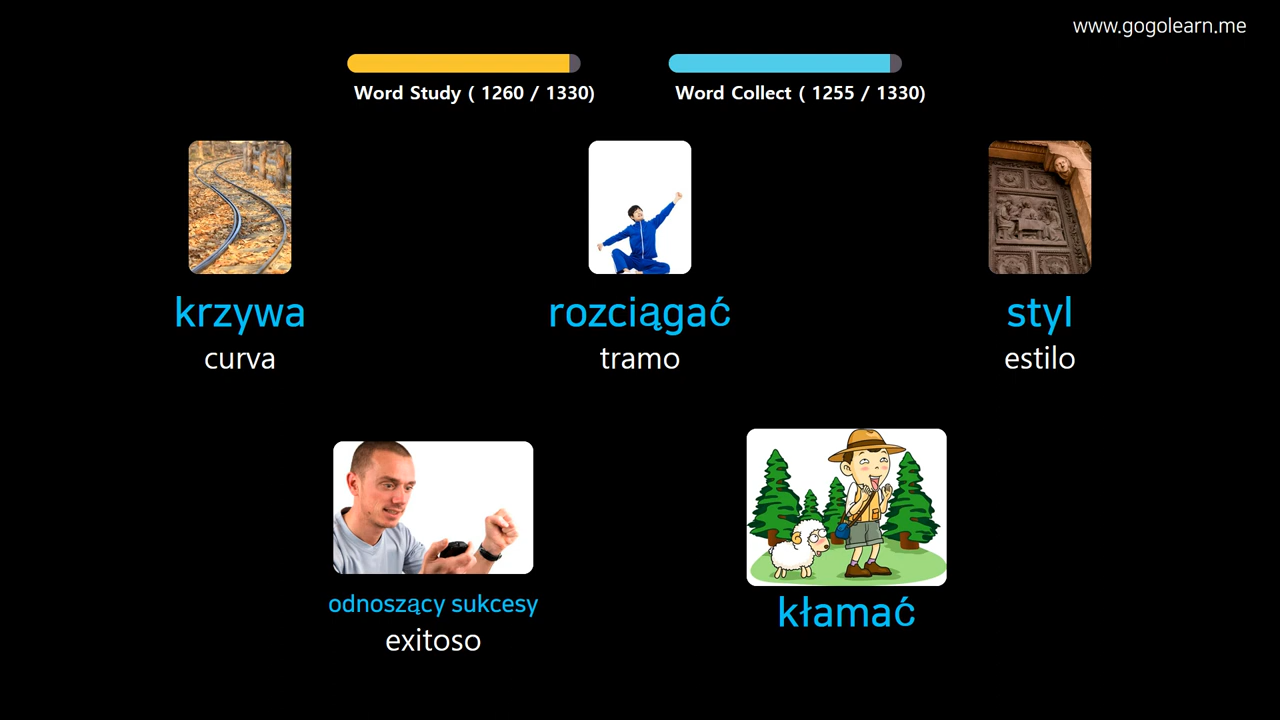 www.gogolearn.me
Word Study ( 1260 / 1330)
Word Collect ( 1255 / 1330)
krzywa
curva
rozciągać
tramo
styl
estilo
odnoszący sukcesy
exitoso
kłamać